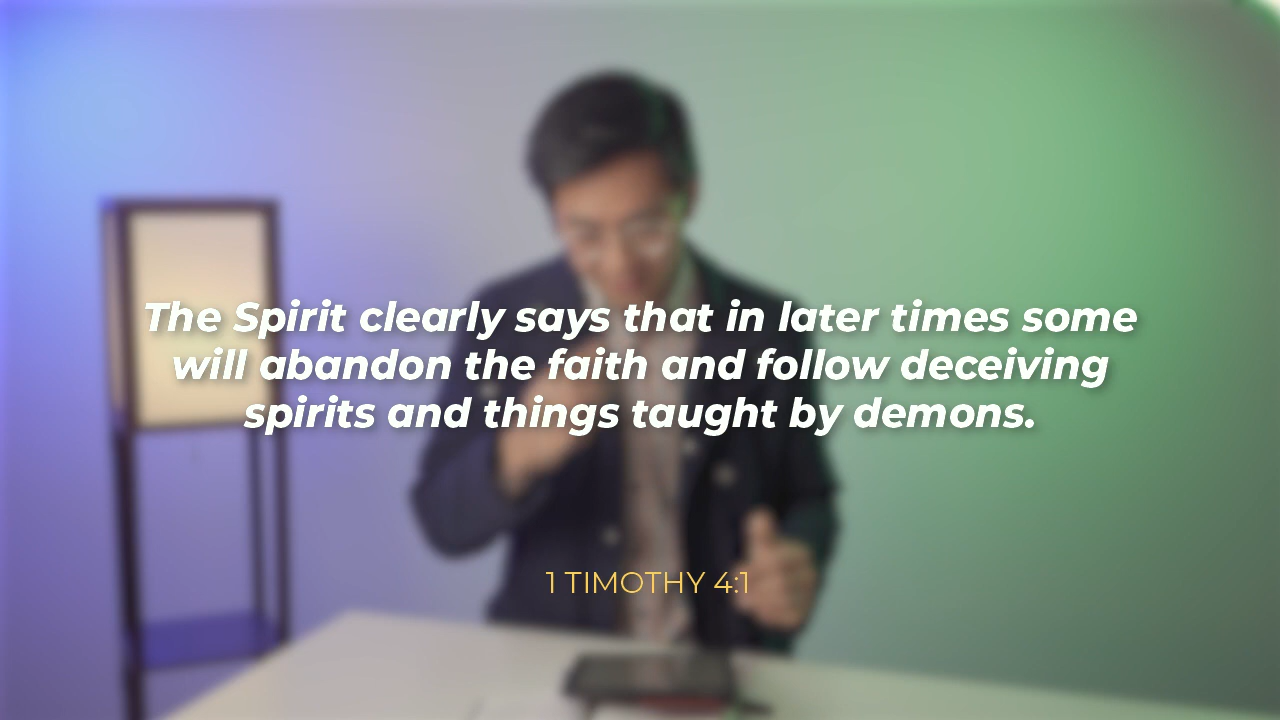 The Spirit clearly says that in later times some
will abandon the faith and follow deceiving
spirits and things taught by demons.
1 TIMOTHY 4:1